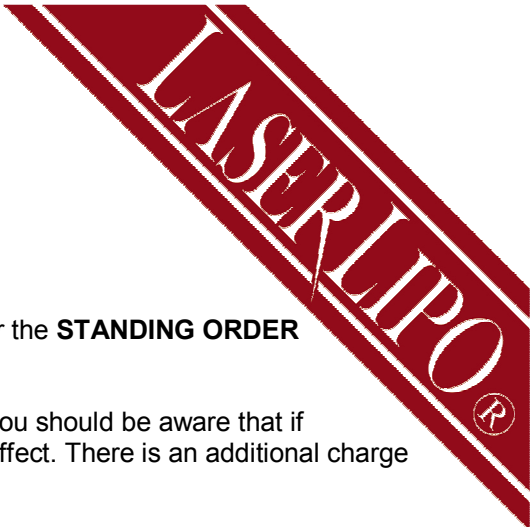 LASERLIPO®
r the STANDING ORDER
ou should be aware that if
ffect. There is an additional charge